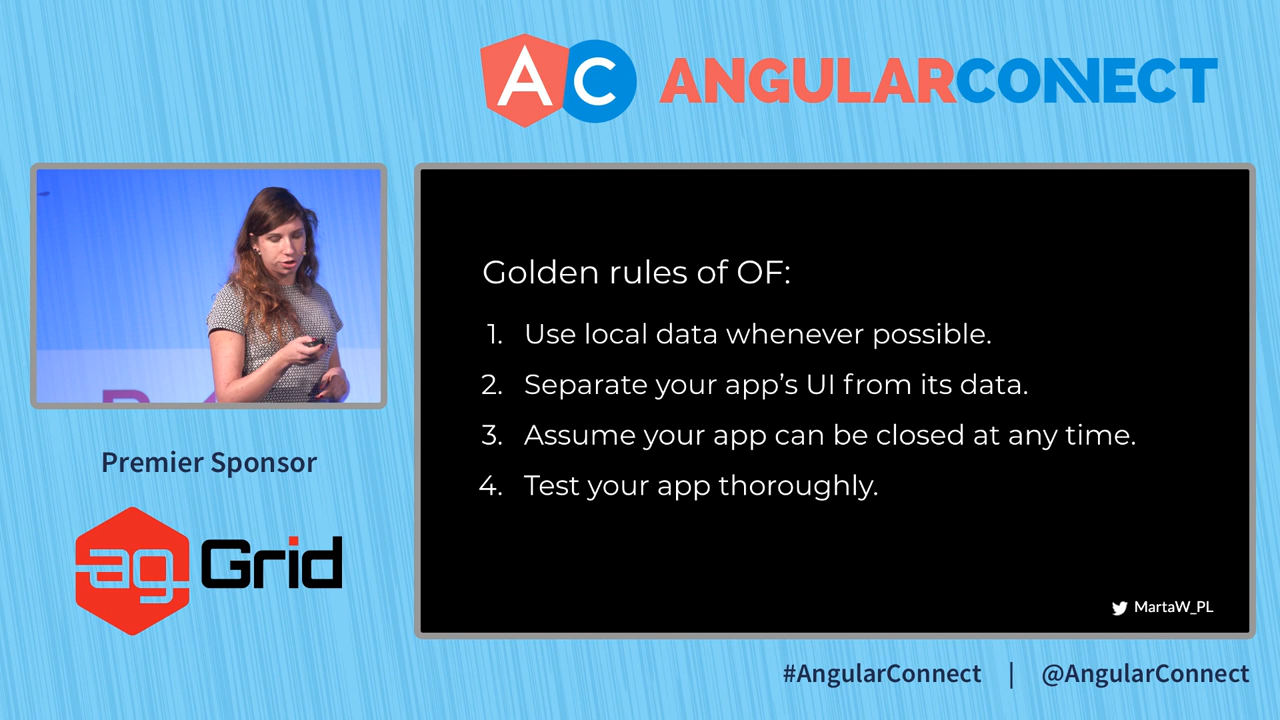 AC ANGULARCONNECT
Golden rules of OF:
1. Use local data whenever possible.
2. Separate your app's UI from its data.
3. Assume your app can be closed at any time.
4. Test your app thoroughly.
MartaW_PL
Premier Sponsor
ag Grid
#AngularConnect | @AngularConnect